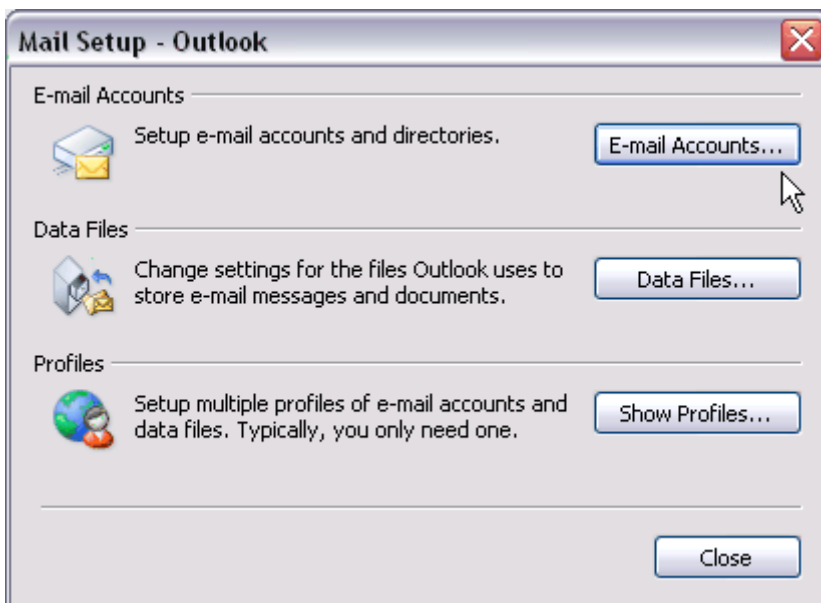 Mail Setup - Outlook
E-mail Accounts
Setup e-mail accounts and directories.
E-mail Accounts...
Data Files
Change settings for the files Outlook uses to
store e-mail messages and documents.
Data Files...
Profiles
Setup multiple profiles of e-mail accounts and
data files. Typically, you only need one.
Show Profiles...
Close